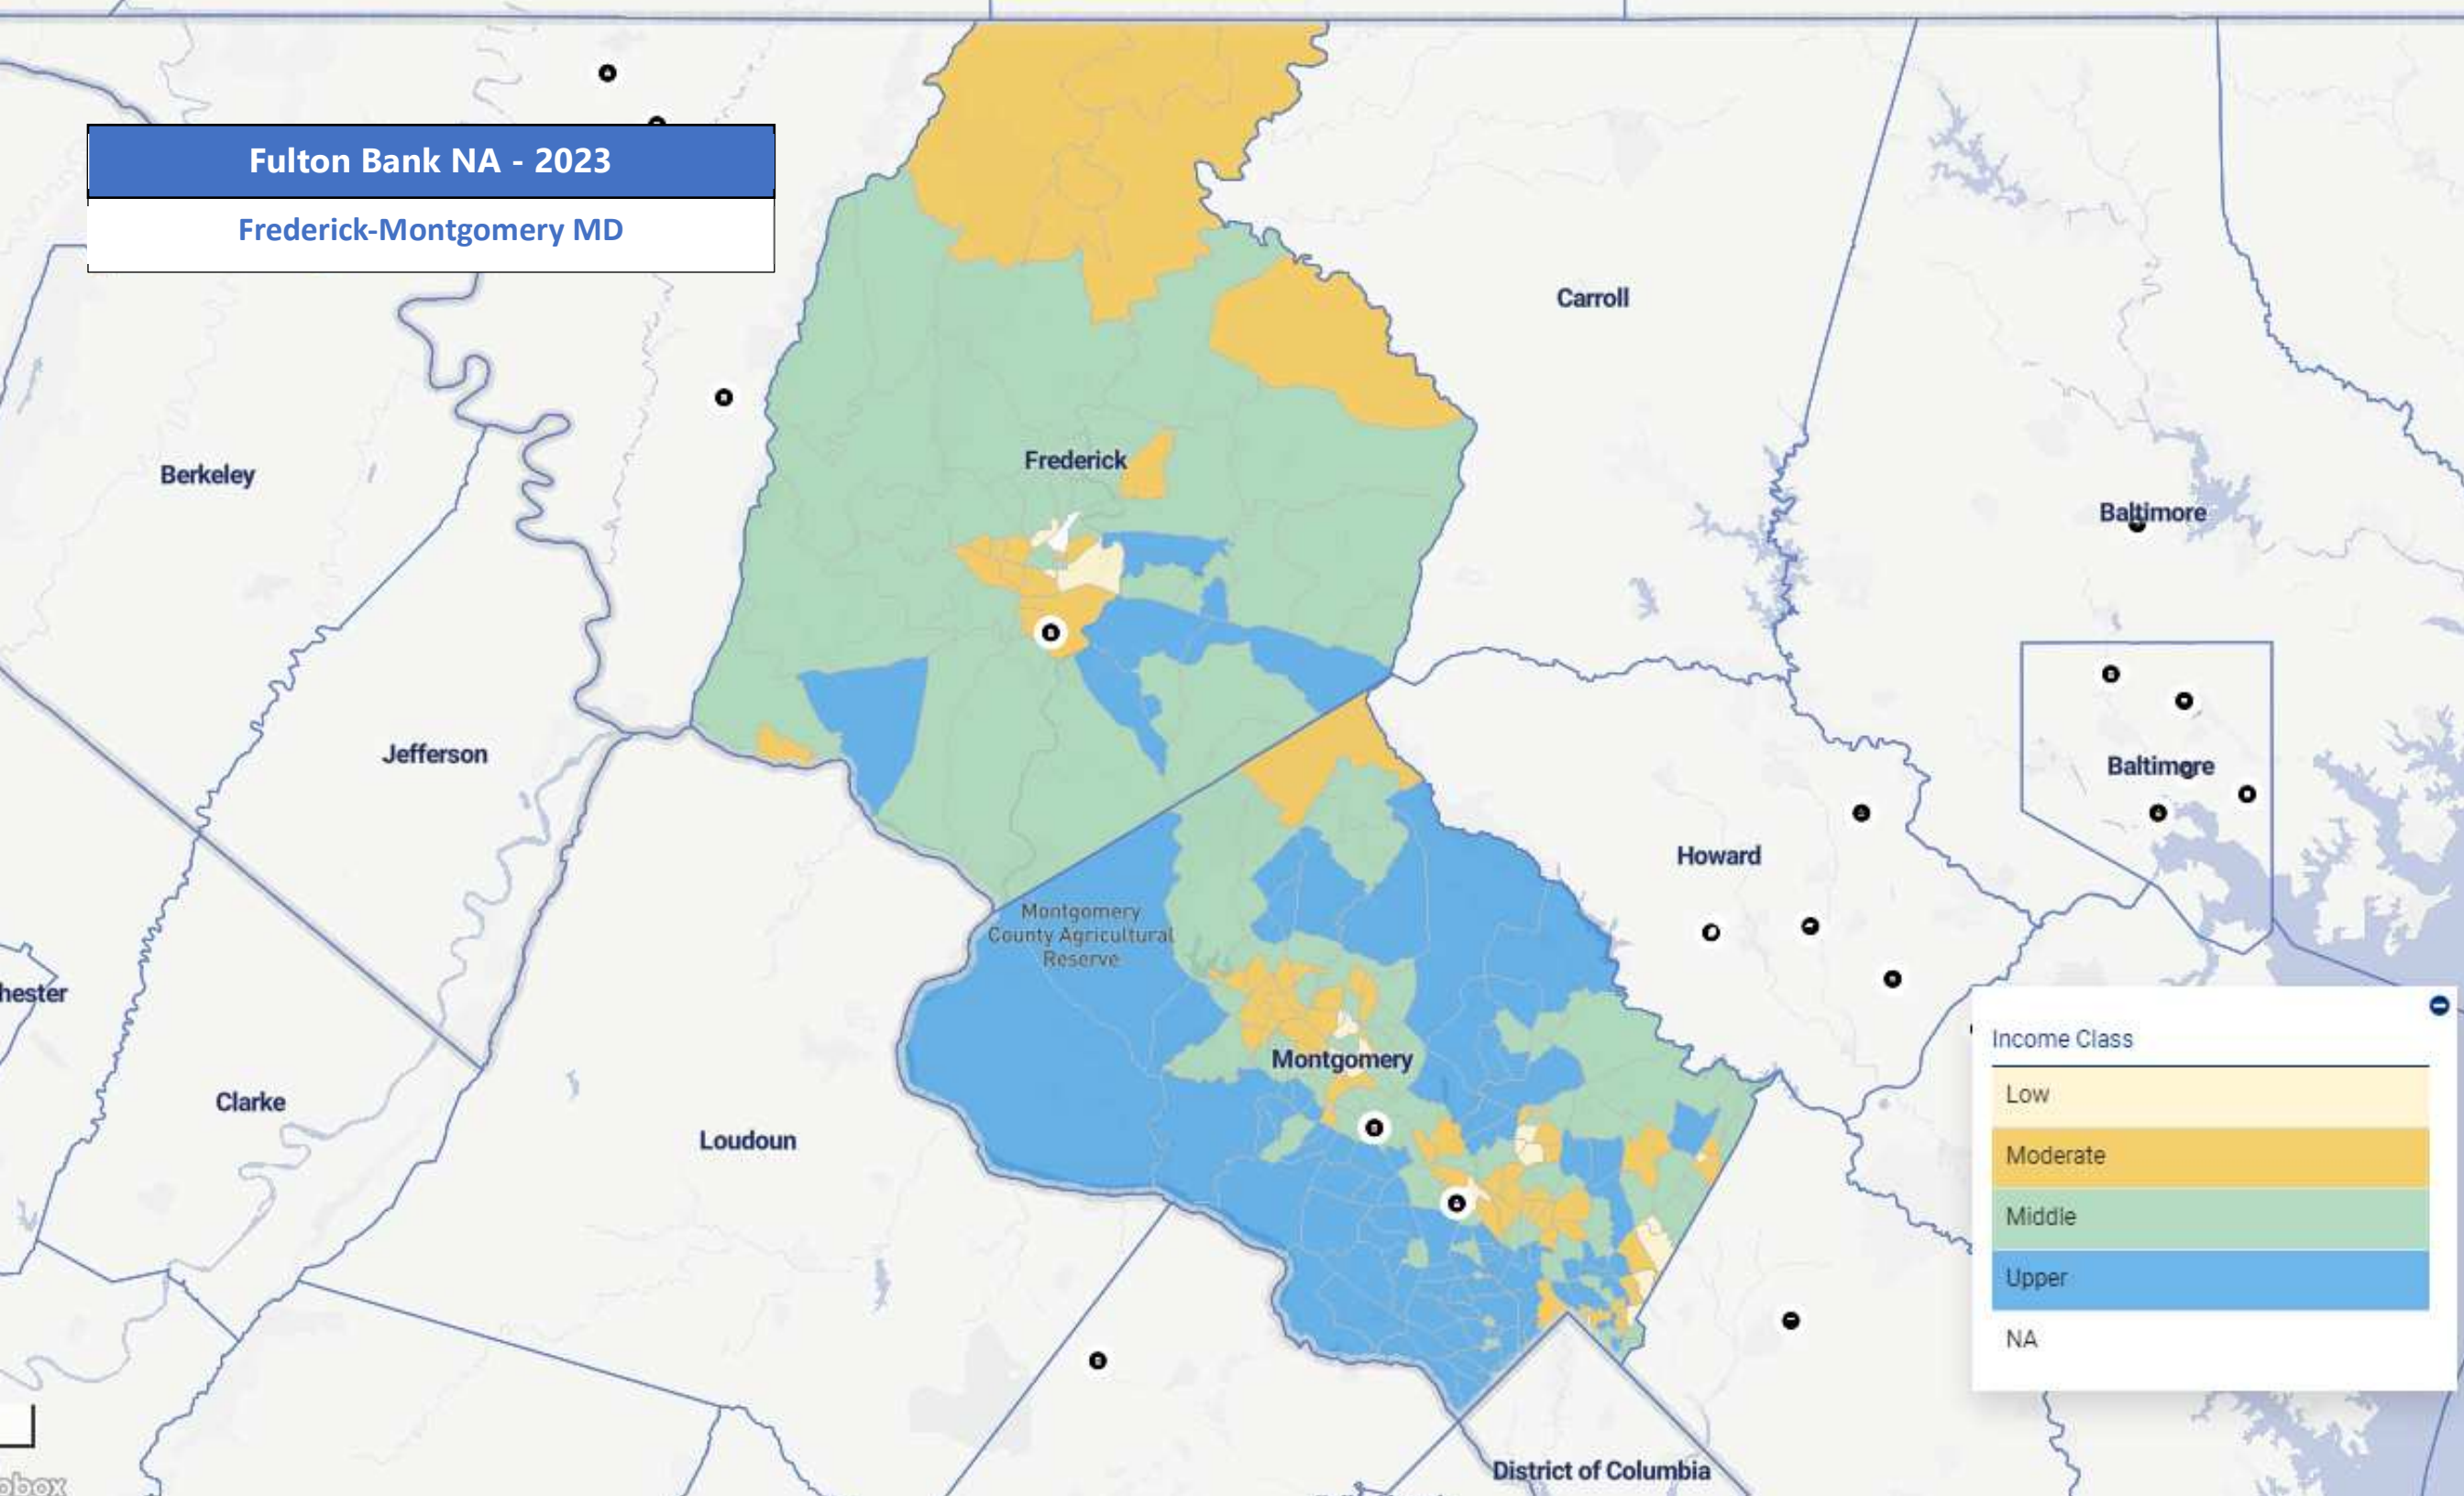 Fulton Bank NA - 2023
Frederick-Montgomery MD
Carroll
Frederick
Berkeley
Baltimore
Jefferson
Baltimore
Howard
Montgomery
County Agricultural
Reserve
hester
Montgomery
Clarke
Loudoun
District of Columbia
Income Class
Low
Moderate
Middle
Upper
NA
obox